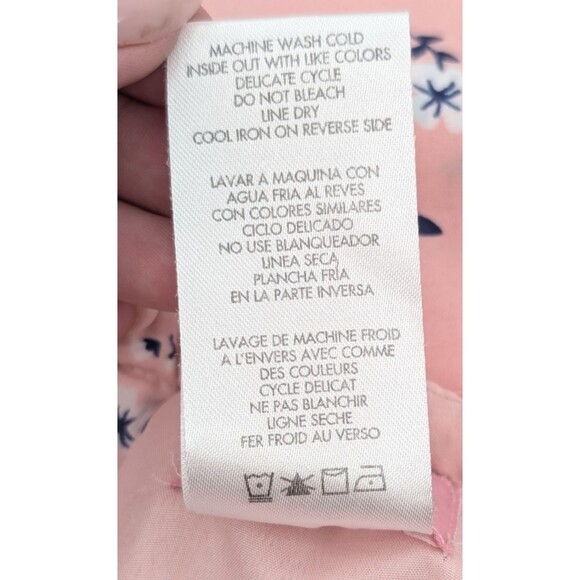 MACHINE WASH COLD
INSIDE OUT WITH LIKE COLORS
DELICATE CYCLE
DO NOT BLEACH
LINE DRY
COOL IRON ON REVERSE SIDE
LAVAR A MAQUINA CON
AGUA FRIA AL REVES
CON COLORES SIMILARES
CICLO DELICADO
NO USE BLANQUEADOR
LINEA SECA
PLANCHA FRIA
EN LA PARTE INVERSA
LAVAGE DE MACHINE FROID
A L'ENVERS AVEC COMME
DES COULEURS
CYCLE DELICAT
NE PAS BLANCHIR
LIGNE SECHE
FER FROID AU VERSO